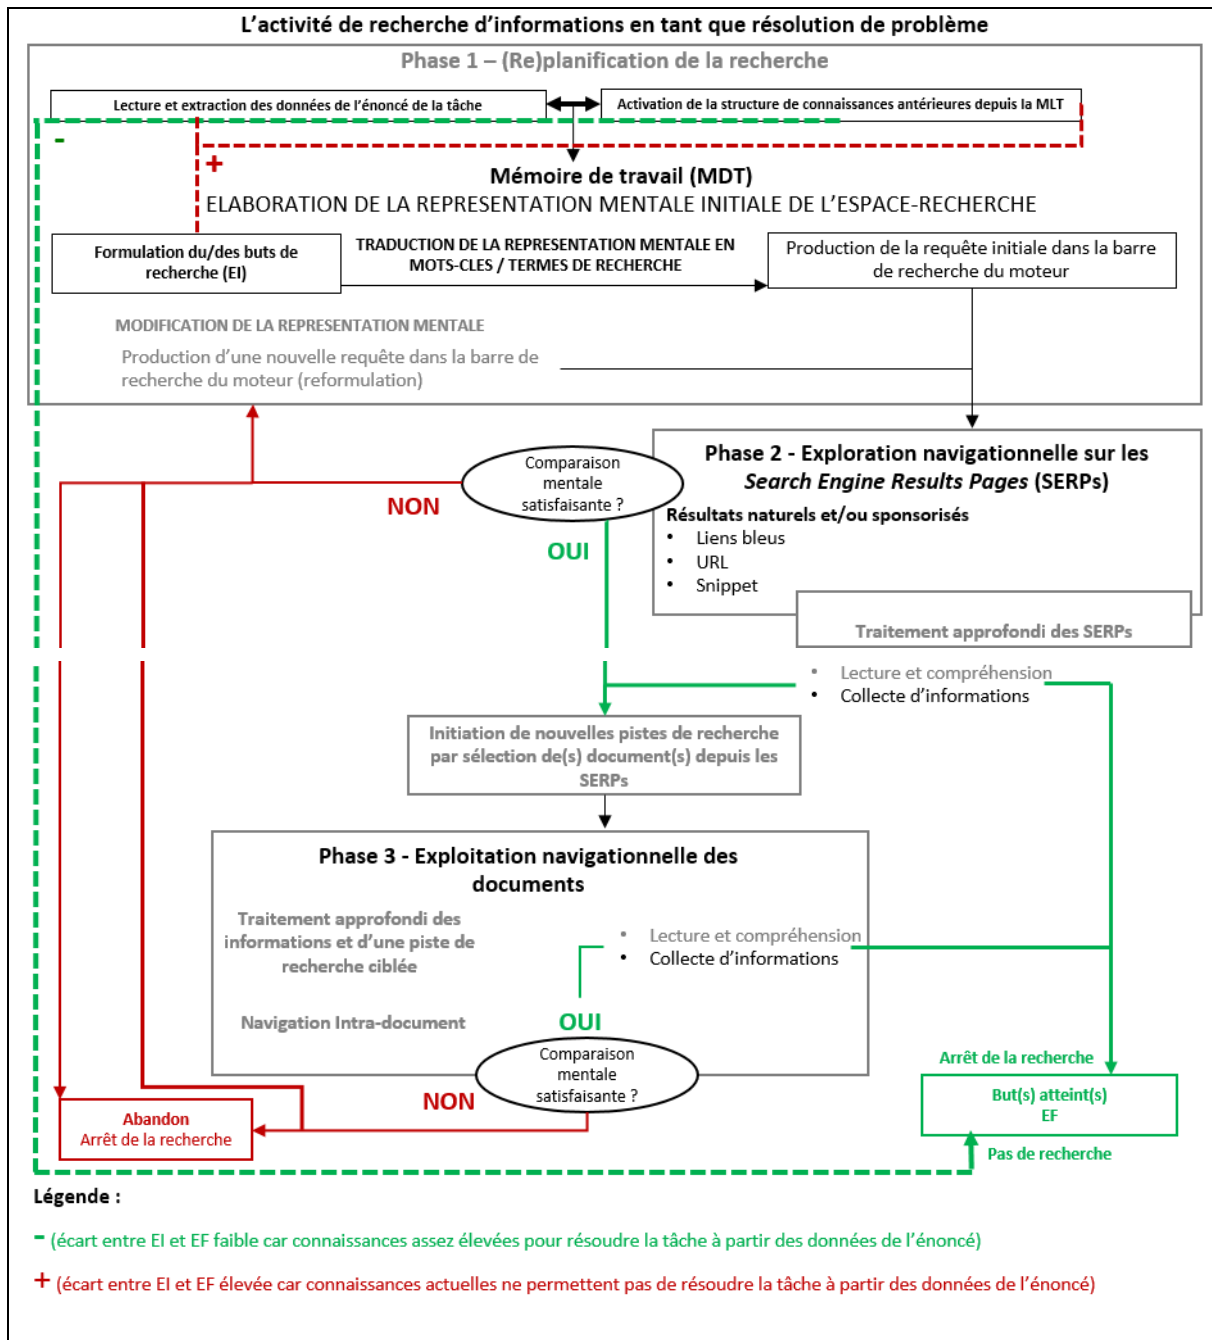 L'activité de recherche d'informations en tant que résolution de problème
Phase 1 – (Re)planification de la recherche
Lecture et extraction des données de l'énoncé de la tâche
Activation de la structure de connaissances antérieures depuis la MLT
-
+
Mémoire de travail (MDT)
ELABORATION DE LA REPRESENTATION MENTALE INITIALE DE L'ESPACE-RECHERCHE
Formulation du/des buts de
recherche (EI)
TRADUCTION DE LA REPRESENTATION MENTALE EN
MOTS-CLES / TERMES DE RECHERCHE
Production de la requête initiale dans la barre
de recherche du moteur
MODIFICATION DE LA REPRESENTATION MENTALE
Production d'une nouvelle requête dans la barre de
recherche du moteur (reformulation)
Comparaison
mentale
satisfaisante ?
NON
OUI
Phase 2 - Exploration navigationnelle sur les
Search Engine Results Pages (SERPs)
Résultats naturels et/ou sponsorisés
• Liens bleus
• URL
• Snippet
Traitement approfondi des SERPs
• Lecture et compréhension
• Collecte d'informations
Initiation de nouvelles pistes de recherche
par sélection de(s) document(s) depuis les
SERPs
Phase 3 - Exploitation navigationnelle des
documents
Traitement approfondi des
informations et d'une piste de
recherche ciblée
• Lecture et compréhension
• Collecte d'informations
Navigation Intra-document
OUI
Comparaison
mentale
satisfaisante ?
NON
Abandon
Arrêt de la recherche
Arrêt de la recherche
But(s) atteint(s)
EF
Pas de recherche
Légende :
- (écart entre EI et EF faible car connaissances assez élevées pour résoudre la tâche à partir des données de l'énoncé)
+ (écart entre EI et EF élevée car connaissances actuelles ne permettent pas de résoudre la tâche à partir des données de l'énoncé)